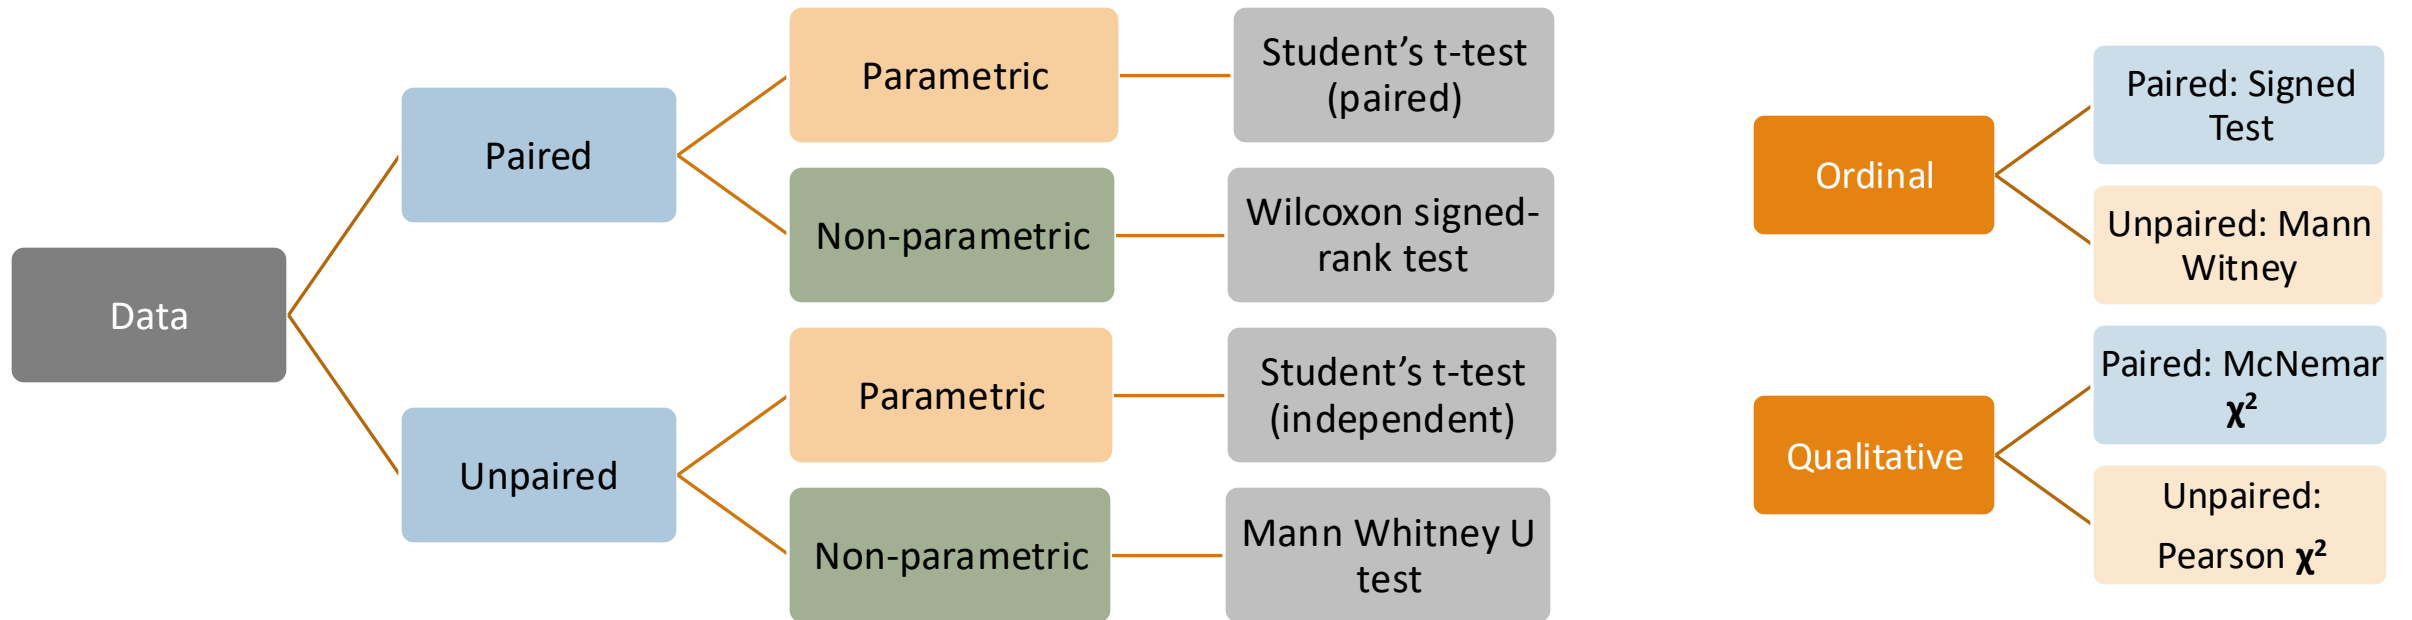 Data
Paired
Unpaired
Parametric
Non-parametric
Parametric
Non-parametric
Student’s t-test
(paired)
Wilcoxon signed-
rank test
Student’s t-test
(independent)
Mann Whitney U
test
Ordinal
Paired: Signed
Test
Unpaired: Mann
Witney
Qualitative
Paired: McNemar
χ²
Unpaired:
Pearson χ²